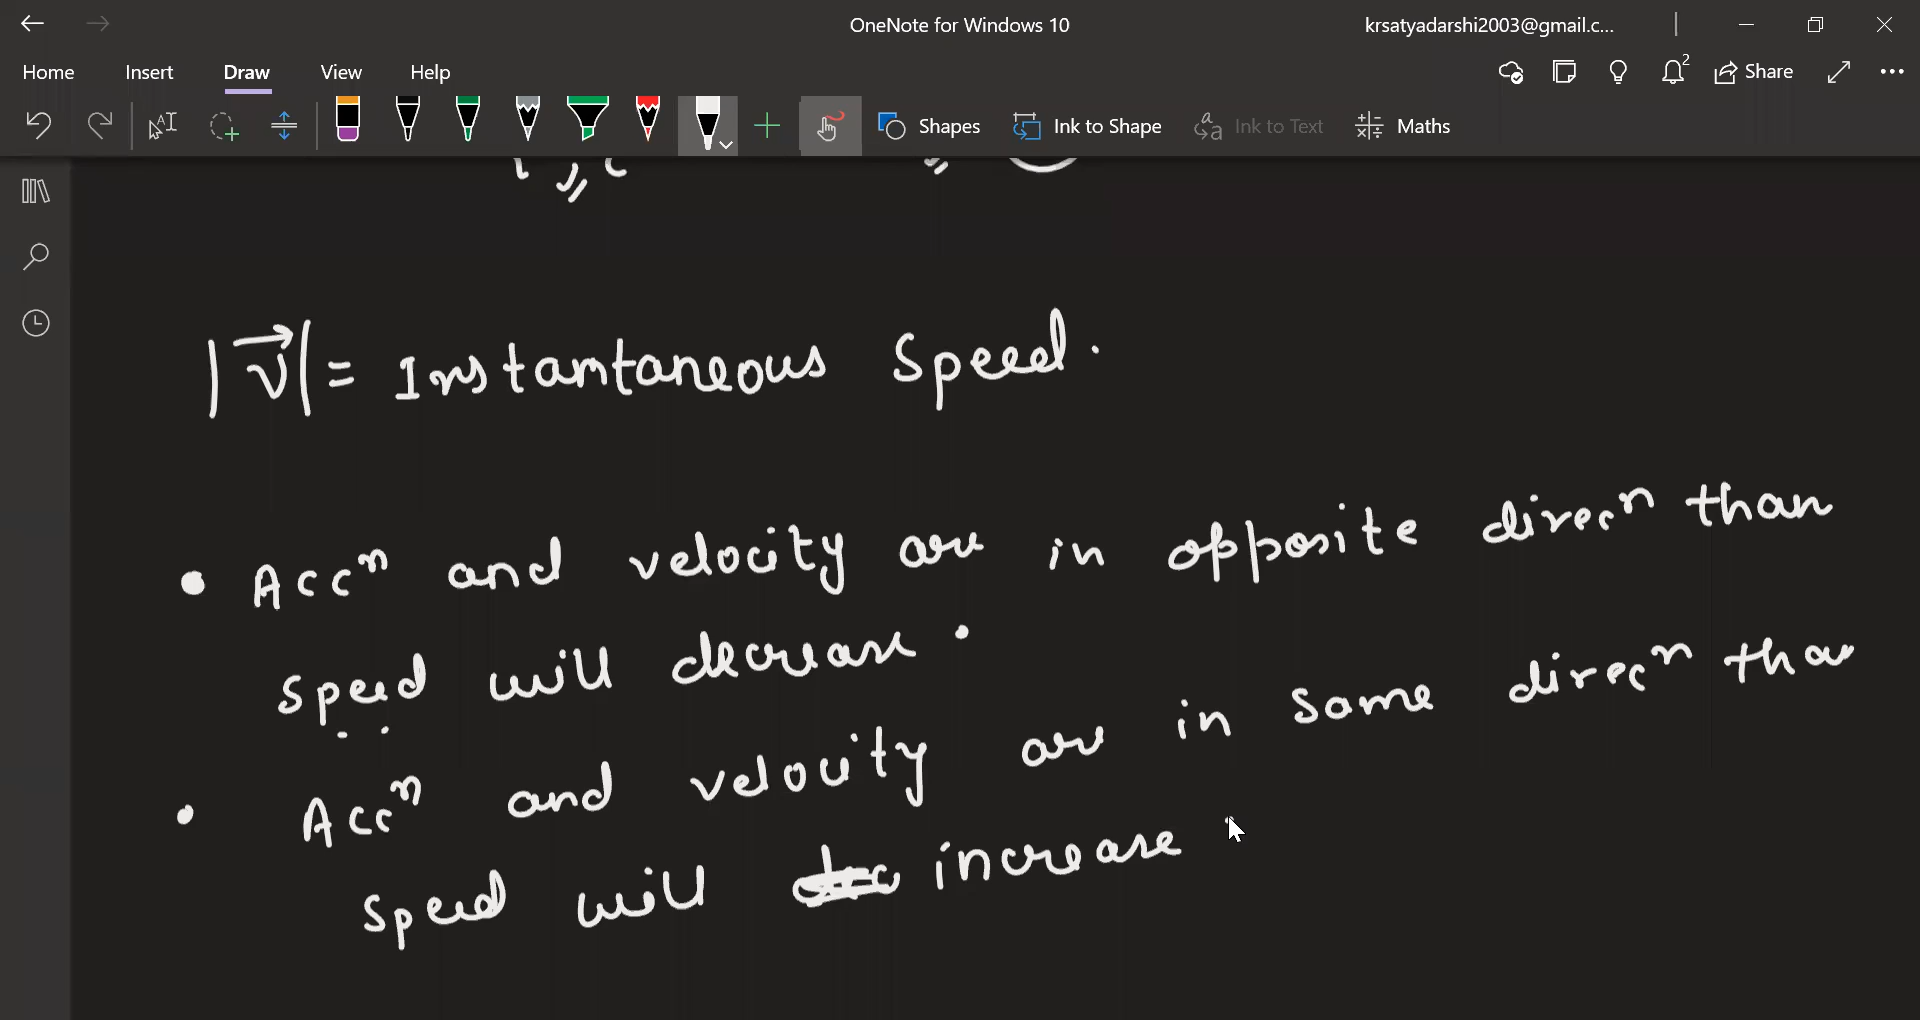 OneNote for Windows 10
krsatyadarshi2003@gmail.c...
Home Insert Draw View Help
2 Share
Shapes Ink to Shape Ink to Text Maths
|v⃗| = Instantaneous Speed.
• Accⁿ and velocity are in opposite direcⁿ than
speed will decrease.
• Accⁿ and velocity are in same direcⁿ than
speed will increase.